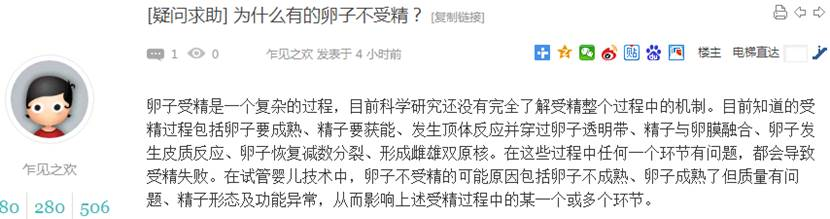 [疑问求助] 为什么有的卵子不受精？ [复制链接]
1 0 乍见之欢 发表于 4 小时前 贴 楼主 电梯直达
卵子受精是一个复杂的过程，目前科学研究还没有完全了解受精整个过程中的机制。目前知道的受
精过程包括卵子要成熟、精子要获能、发生顶体反应并穿过卵子透明带、精子与卵膜融合、卵子发
生皮质反应、卵子恢复减数分裂、形成雌雄双原核。在这些过程中任何一个环节有问题，都会导致
受精失败。在试管婴儿技术中，卵子不受精的可能原因包括卵子不成熟、卵子成熟了但质量有问
题、精子形态及功能异常，从而影响上述受精过程中的某一个或多个环节。
乍见之欢
80 280 506